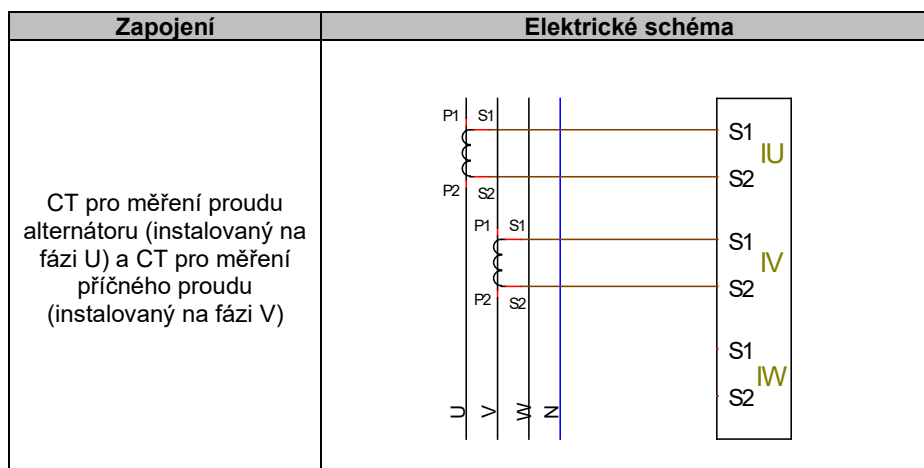 Zapojení
Elektrické schéma
CT pro měření proudu
alternátoru (instalovaný na
fázi U) a CT pro měření
příčného proudu
(instalovaný na fázi V)
P1 S1
P2 S2
P1 S1
P2 S2
S1
IU
S2
S1
IV
S2
S1
IW
S2
U V W N